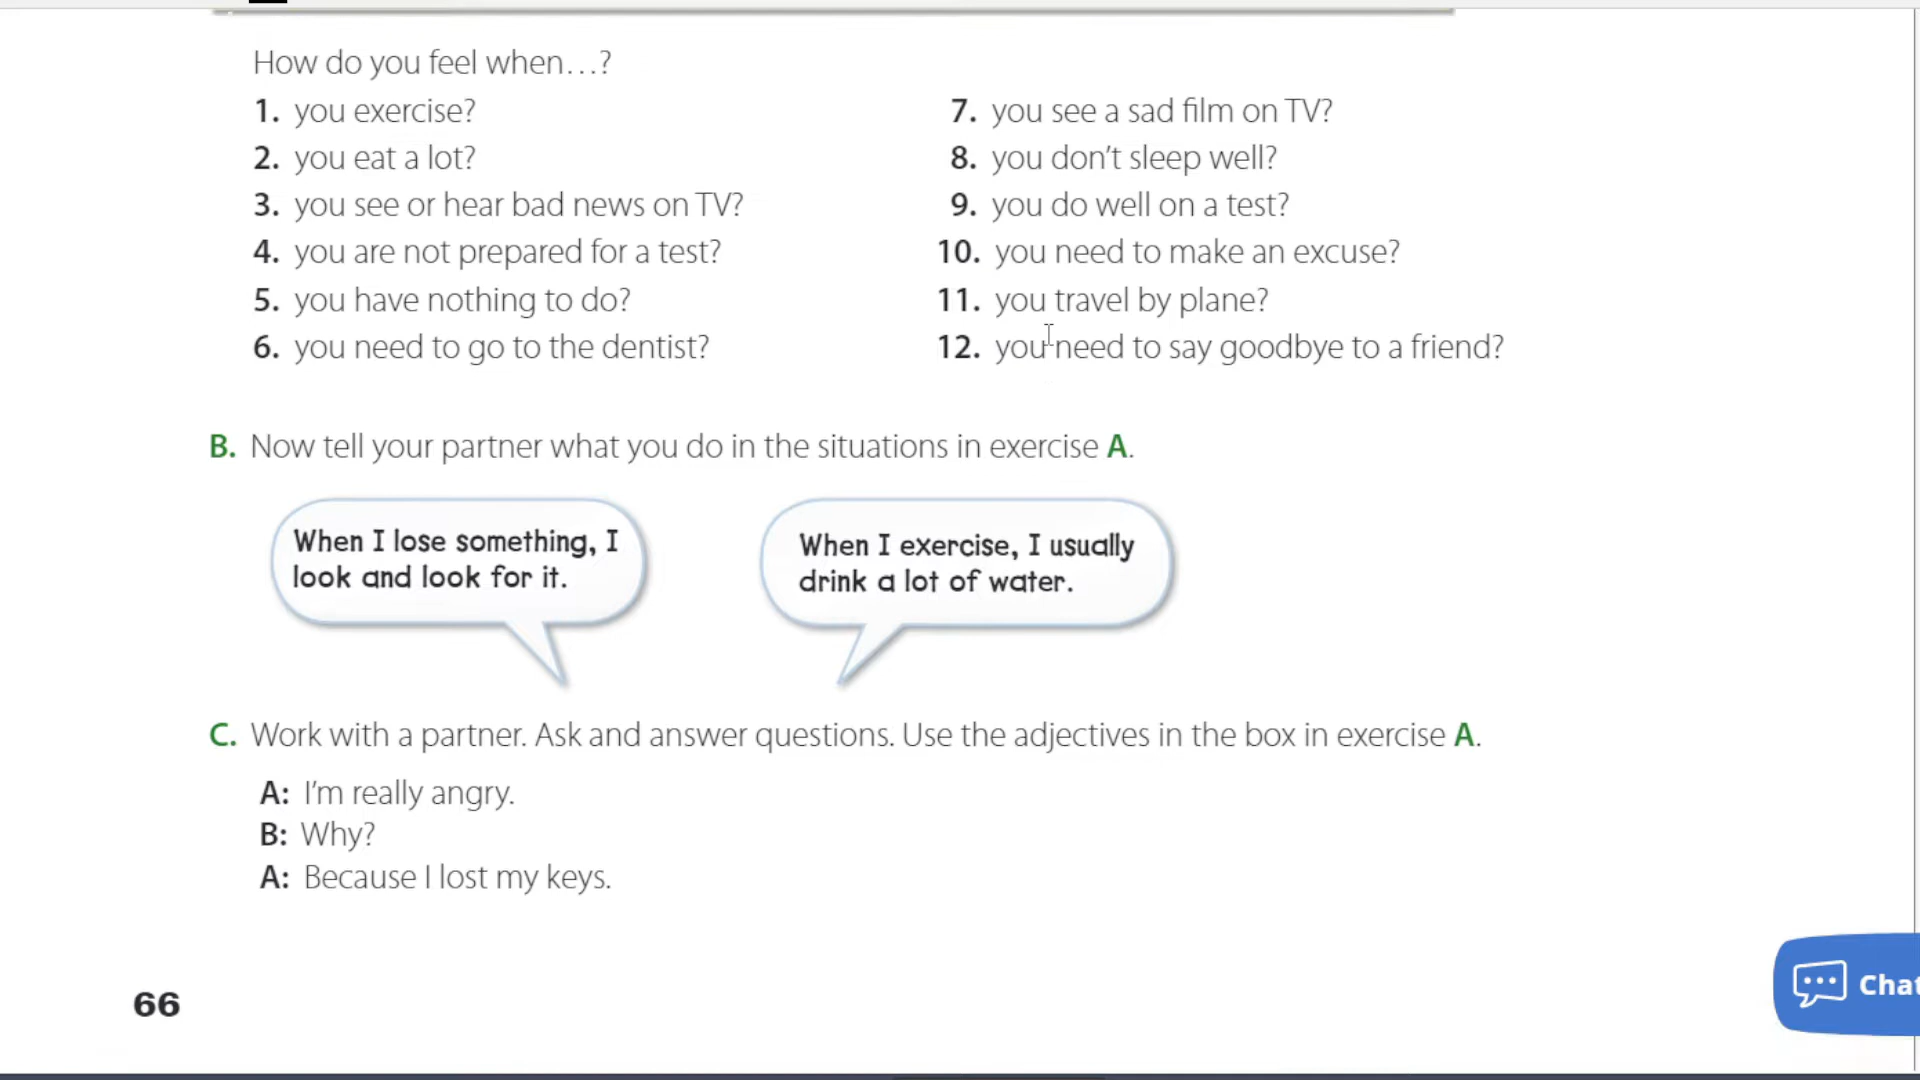 How do you feel when…?
1. you exercise?
2. you eat a lot?
3. you see or hear bad news on TV?
4. you are not prepared for a test?
5. you have nothing to do?
6. you need to go to the dentist?
7. you see a sad film on TV?
8. you don’t sleep well?
9. you do well on a test?
10. you need to make an excuse?
11. you travel by plane?
12. you need to say goodbye to a friend?
B. Now tell your partner what you do in the situations in exercise A.
When I lose something, I
look and look for it.
When I exercise, I usually
drink a lot of water.
C. Work with a partner. Ask and answer questions. Use the adjectives in the box in exercise A.
A: I’m really angry.
B: Why?
A: Because I lost my keys.
66
Chat